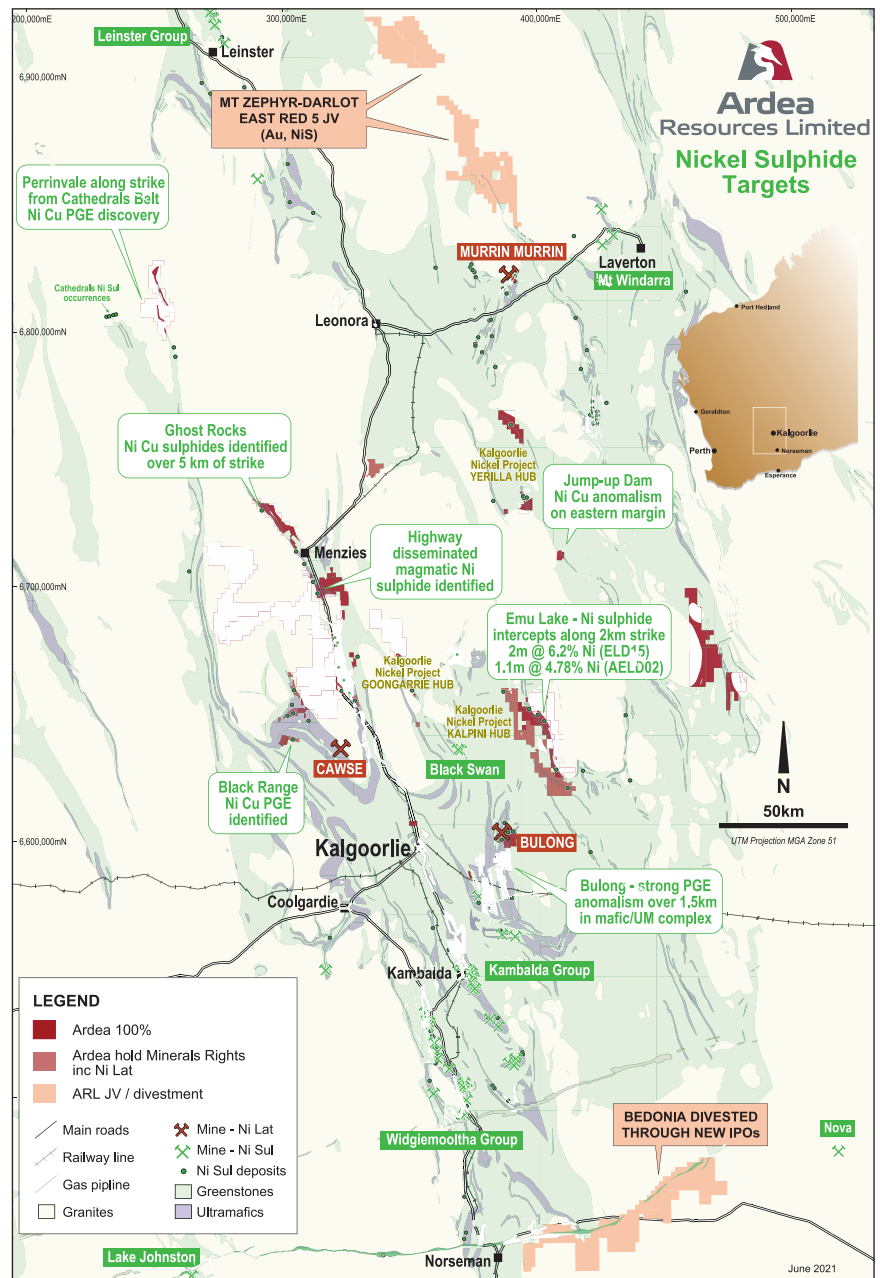 200,000mE
300,000mE
400,000mE
500,000mE
Leinster Group
Leinster
6,900,000mN
MT ZEPHYR-DARLOT
EAST RED 5 JV
(Au, NiS)
Ardea
Resources Limited
Nickel Sulphide
Targets
Perrinvale along strike
from Cathedrals Belt
Ni Cu PGE discovery
MURRIN MURRIN
Laverton
Mt Windarra
Cathedrals Ni Sul
occurrences
Port Hedland
6,800,000mN
Leonora
Geraldton
Kalgoorlie
Perth
Norseman
Esperance
Ghost Rocks
Ni Cu sulphides identified
over 5 km of strike
Kalgoorlie
Nickel Project
YERILLA HUB
Jump-up Dam
Ni Cu anomalism
on eastern margin
Menzies
Highway
disseminated
magmatic Ni
sulphide identified
6,700,000mN
Emu Lake - Ni sulphide
intercepts along 2km strike
2m @ 6.2% Ni (ELD15)
1.1m @ 4.78% Ni (AELD02)
Kalgoorlie
Nickel Project
GOONGARRIE HUB
Kalgoorlie
Nickel Project
KALPINI HUB
CAWSE
Black Swan
Black Range
Ni Cu PGE
identified
N
50km
UTM Projection MGA Zone 51
6,600,000mN
Kalgoorlie
BULONG
Bulong - strong PGE
anomalism over 1.5km
in mafic/UM complex
Coolgardie
Kambalda
Kambalda Group
LEGEND
Ardea 100%
Ardea hold Minerals Rights
inc Ni Lat
ARL JV / divestment
Main roads
Railway line
Gas pipline
Granites
Mine - Ni Lat
Mine - Ni Sul
Ni Sul deposits
Greenstones
Ultramafics
Widgiemooltha Group
BEDONIA DIVESTED
THROUGH NEW IPOs
Nova
Lake Johnston
Norseman
June 2021